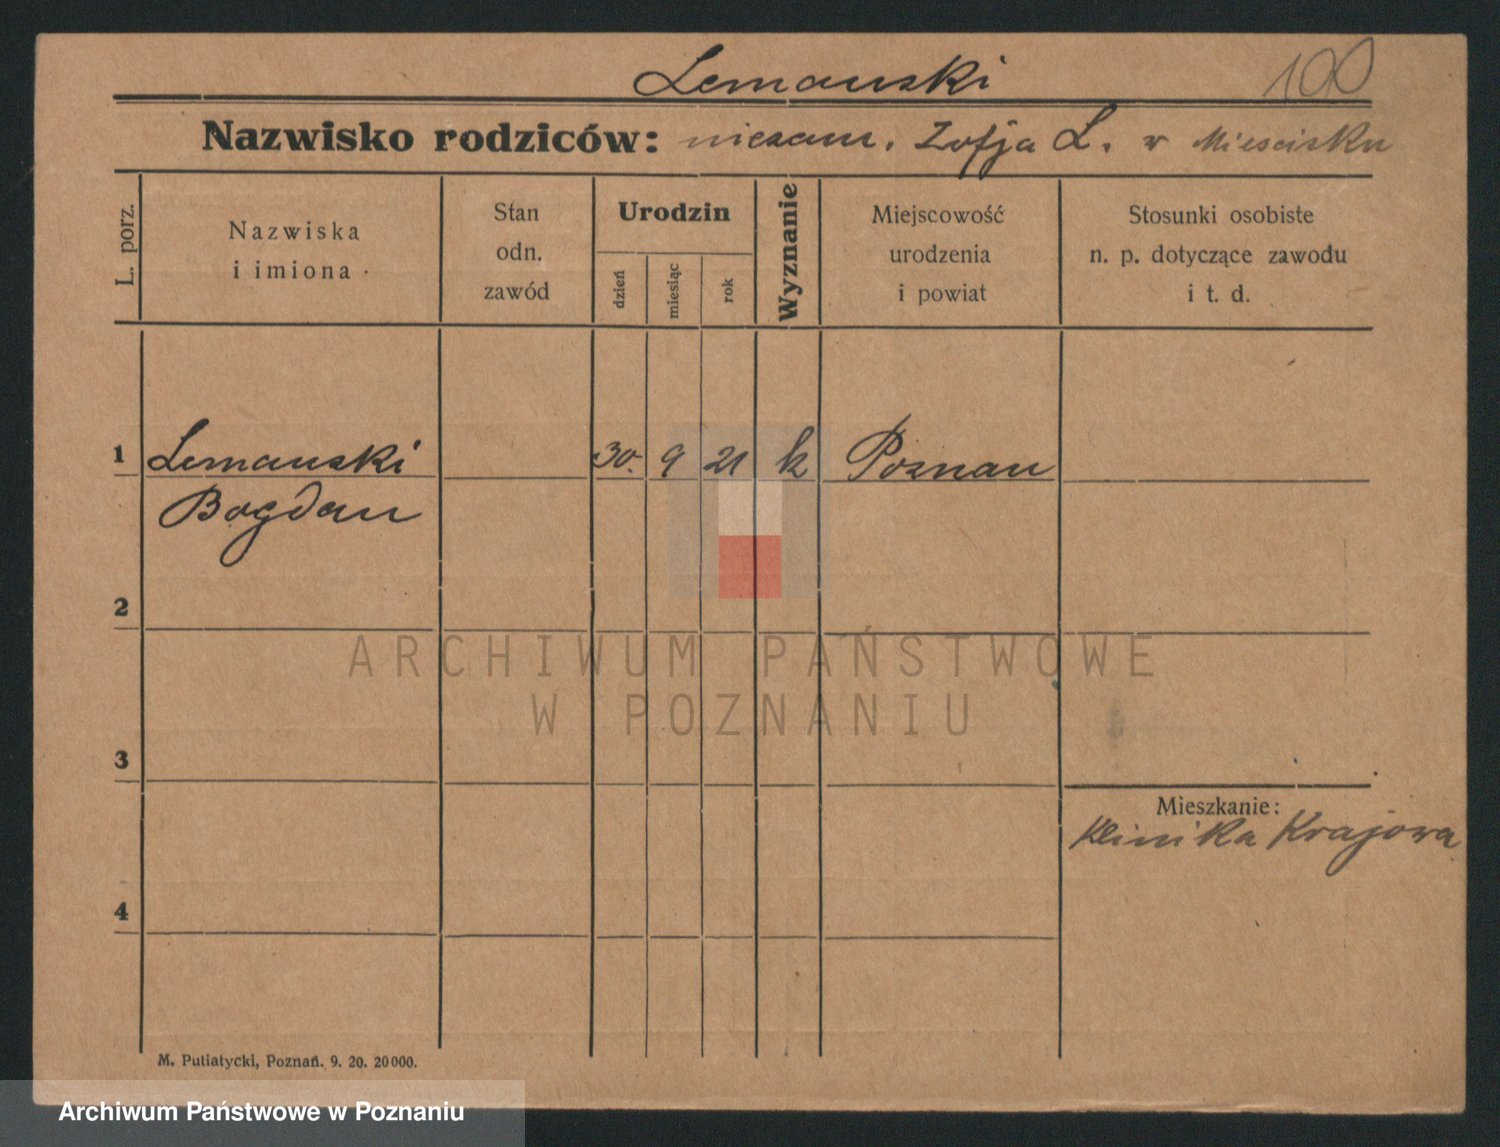 Lemanski 100
Nazwisko rodziców: niezam. Zofja L. w Miescisku
L. porz.
Nazwiska
i imiona
Stan
odn.
zawód
Urodzin
dzień
miesiąc
rok
Wyznanie
Miejscowość
urodzenia
i powiat
Stosunki osobiste
n. p. dotyczące zawodu
i t. d.
1 Lemanski 30. 9 21 k Poznan
Bogdan
2
ARCHIWUM PAŃSTWOWE
W POZNANIU
3
Mieszkanie:
Klinika Krajowa
4
M. Putiatycki, Poznań. 9. 20. 20000.
Archiwum Państwowe w Poznaniu